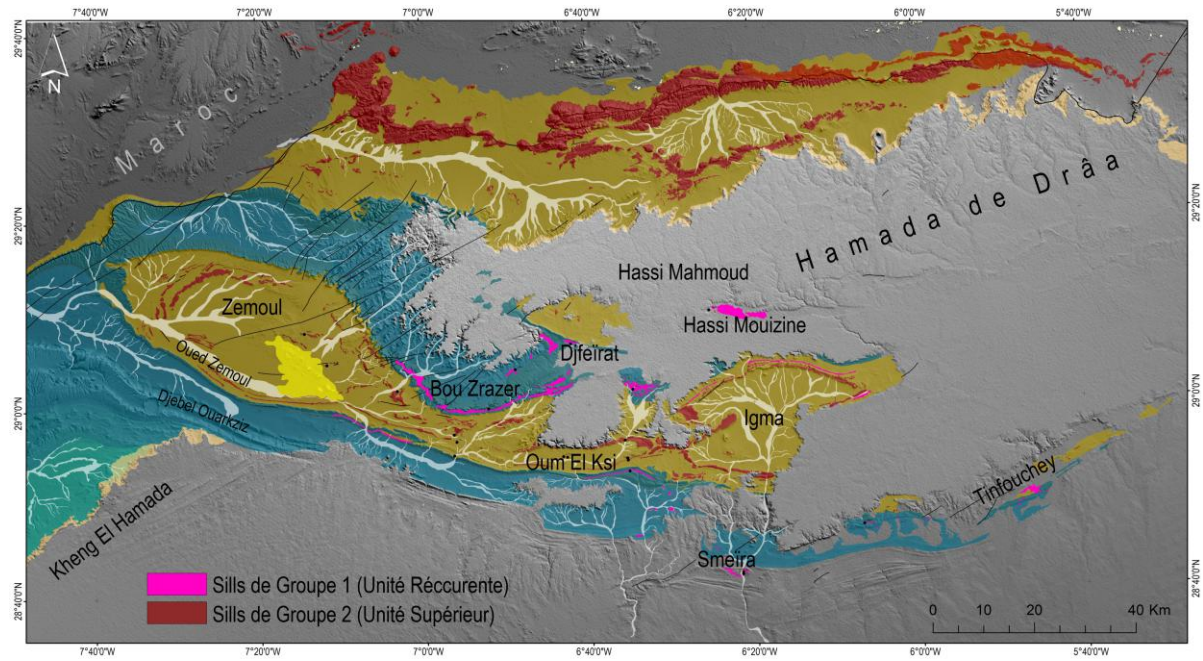 7°40'0"W 7°20'0"W 7°0'0"W 6°40'0"W 6°20'0"W 6°0'0"W 5°40'0"W
29°40'0"N
29°40'0"N
N
Maroc
Hamada de Drâa
29°20'0"N
29°20'0"N
Hassi Mahmoud
Zemoul
Hassi Mouizine
Djfeirat
Oued Zemoul
Bou Zrazer
Djebel Ouarkziz
29°0'0"N
29°0'0"N
Igma
Oum El Ksi
Tinfouchey
Kheng El Hamada
Smeïra
28°40'0"N
28°40'0"N
Sills de Groupe 1 (Unité Réccurente)
Sills de Groupe 2 (Unité Supérieur)
0 10 20 40 Km
7°40'0"W 7°20'0"W 7°0'0"W 6°40'0"W 6°20'0"W 6°0'0"W 5°40'0"W